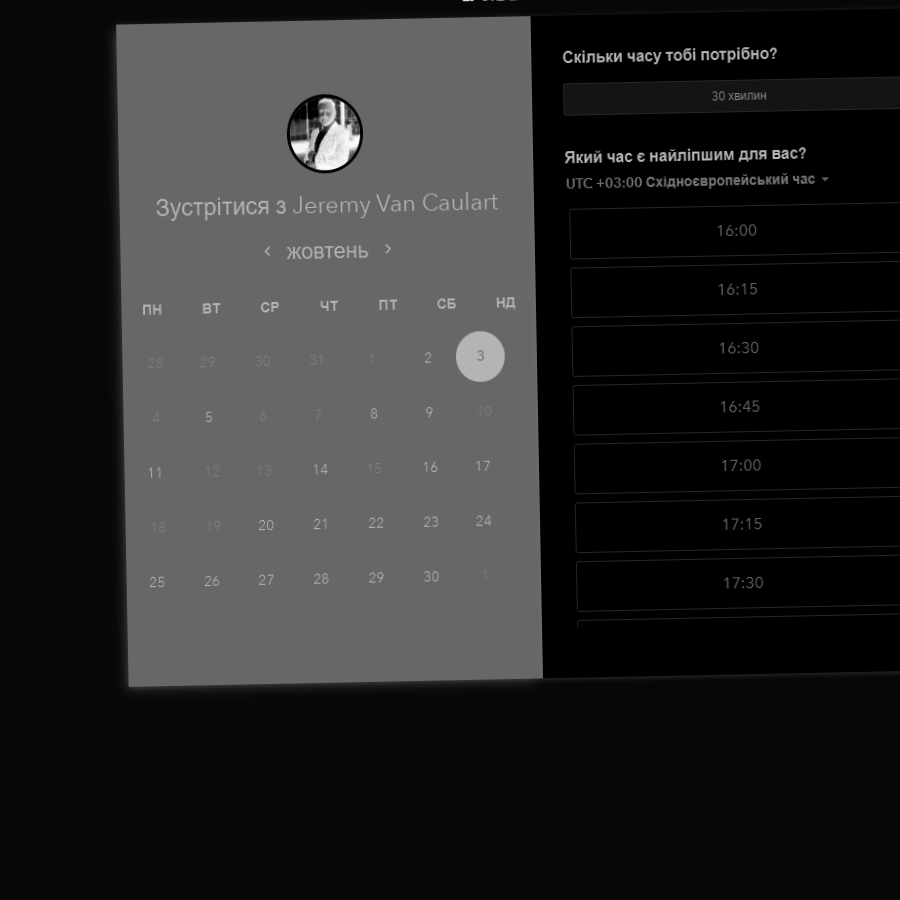 Зустрітися з Jeremy Van Caulart
жовтень
ПН ВТ СР ЧТ ПТ СБ НД
28 29 30 31 1 2 3
4 5 6 7 8 9 10
11 12 13 14 15 16 17
18 19 20 21 22 23 24
25 26 27 28 29 30 1
Скільки часу тобі потрібно?
30 хвилин
Який час є найліпшим для вас?
UTC +03:00 Східноєвропейський час
16:00
16:15
16:30
16:45
17:00
17:15
17:30